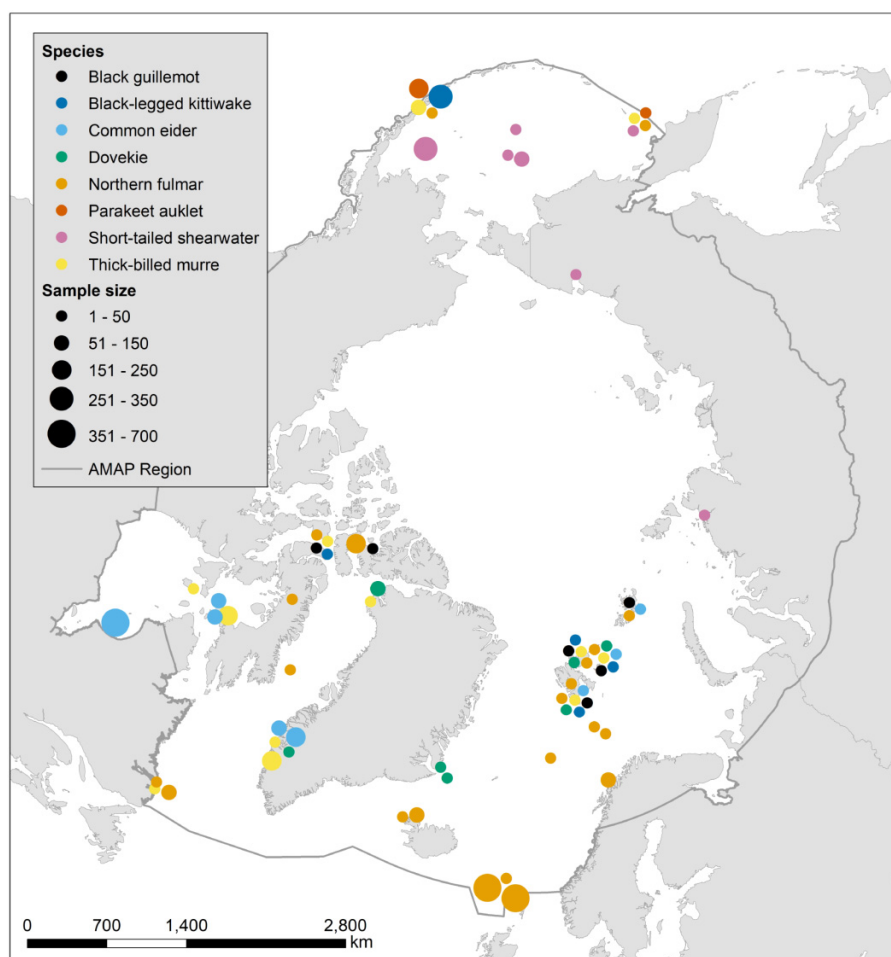 Species
Black guillemot
Black-legged kittiwake
Common eider
Dovekie
Northern fulmar
Parakeet auklet
Short-tailed shearwater
Thick-billed murre
Sample size
1 - 50
51 - 150
151 - 250
251 - 350
351 - 700
AMAP Region
0 700 1,400 2,800
km